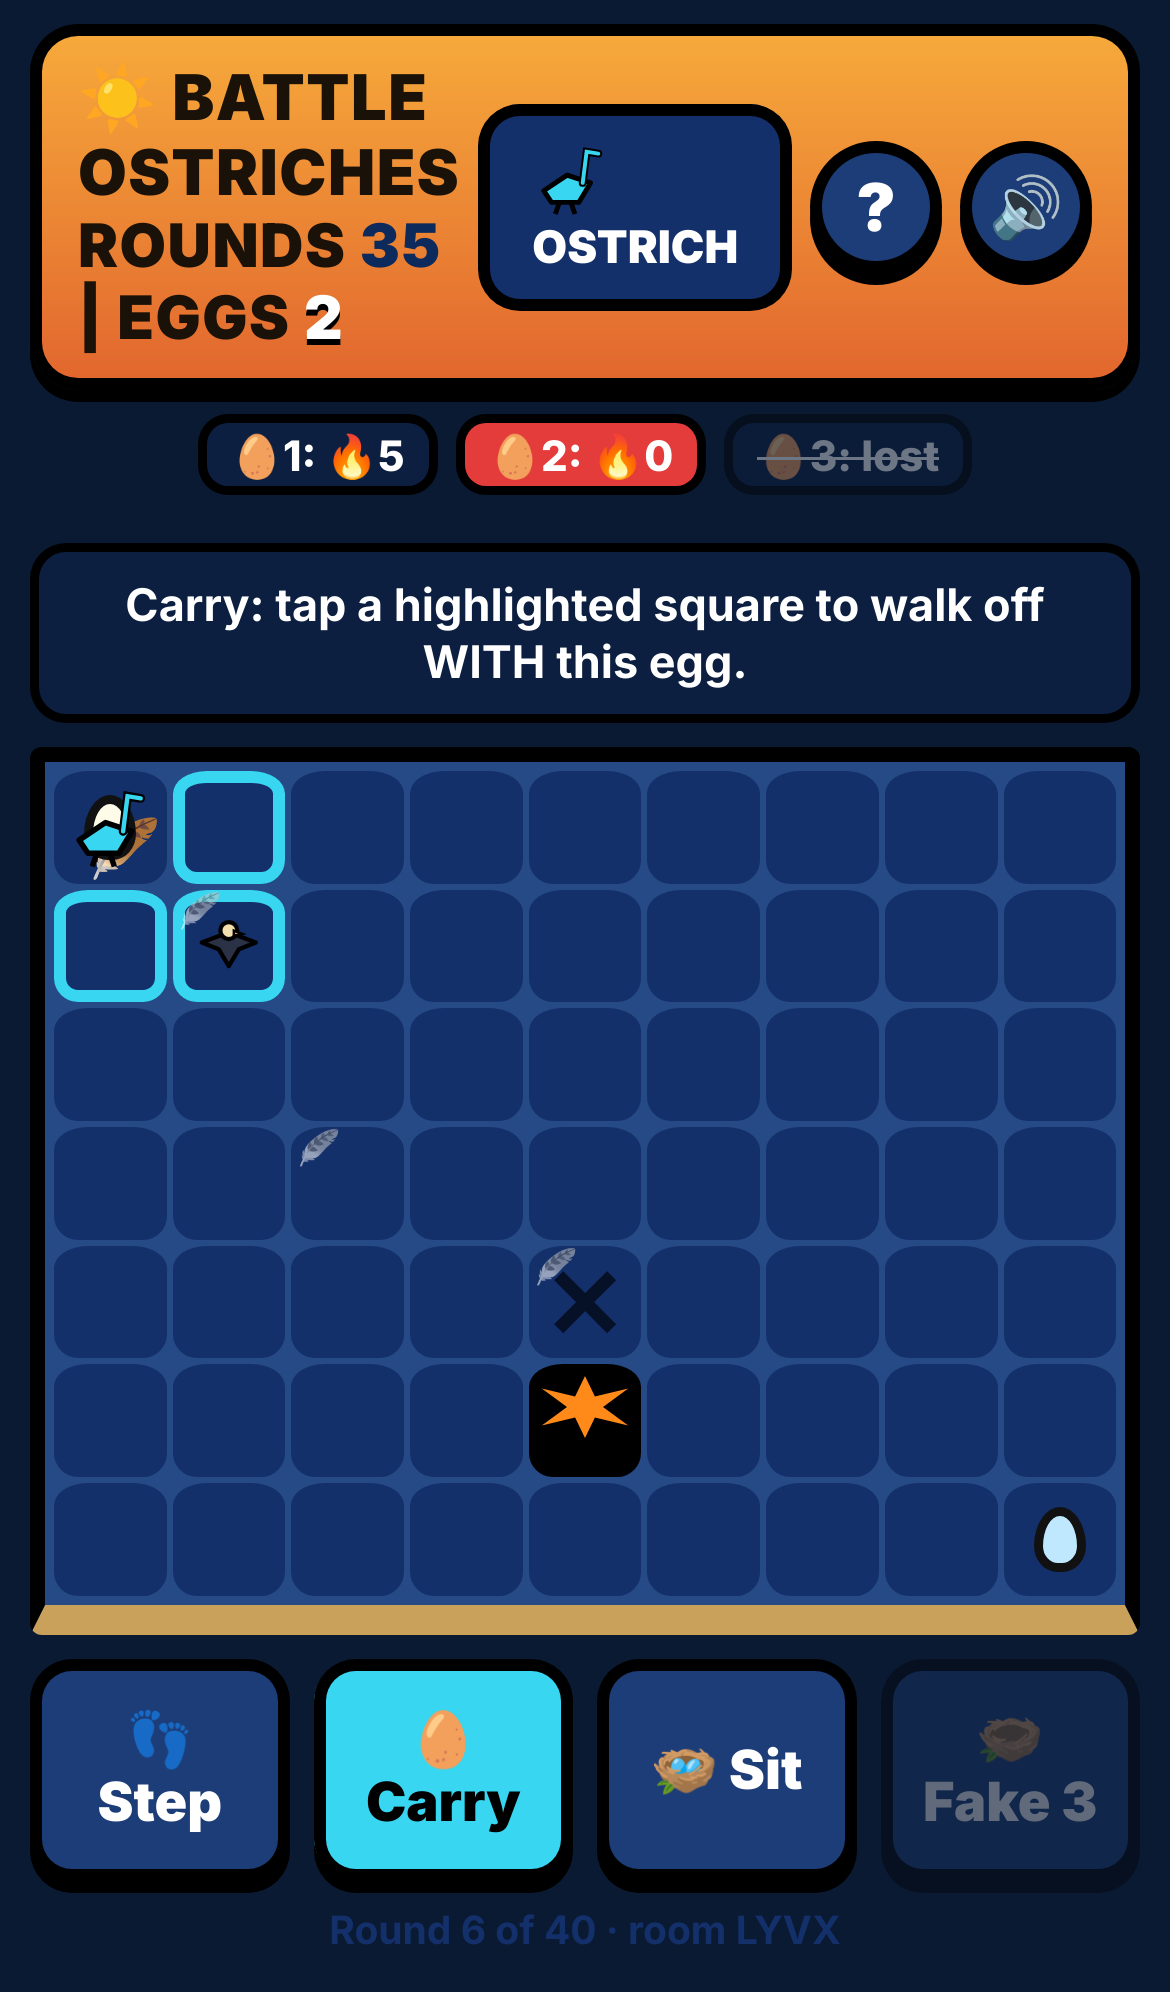 BATTLE
OSTRICHES
ROUNDS 35
| EGGS 2
OSTRICH
?
1: 5
2: 0
3: lost
Carry: tap a highlighted square to walk off
WITH this egg.
Step
Carry
Sit
Fake 3
Round 6 of 40 · room LYVX